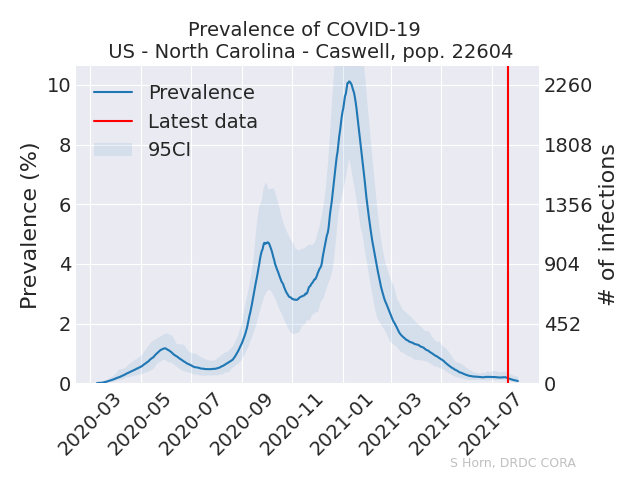 Prevalence of COVID-19
US - North Carolina - Caswell, pop. 22604
Prevalence
Latest data
95CI
Prevalence (%)
10
8
6
4
2
0
# of infections
2260
1808
1356
904
452
0
2020-03
2020-05
2020-07
2020-09
2020-11
2021-01
2021-03
2021-05
2021-07
S Horn, DRDC CORA